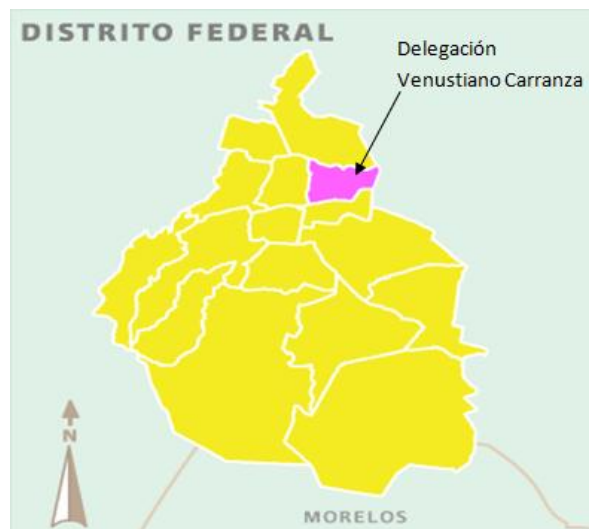 DISTRITO FEDERAL
Delegación
Venustiano Carranza
N
MORELOS